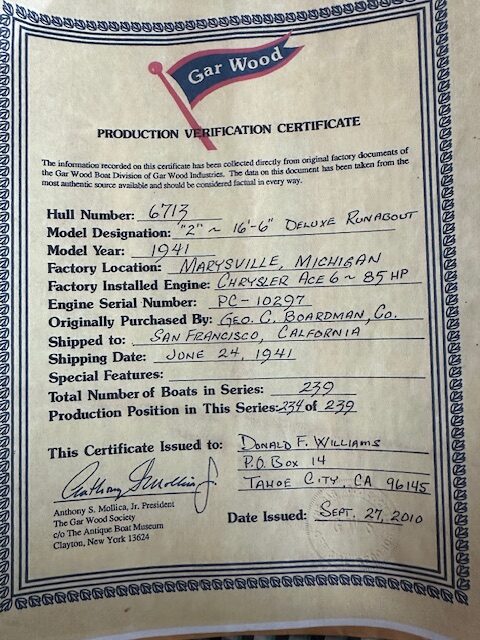 Gar Wood
PRODUCTION VERIFICATION CERTIFICATE
The information recorded on this certificate has been collected directly from original factory documents of
the Gar Wood Boat Division of Gar Wood Industries. The data on this document has been taken from the
most authentic source available and should be considered factual in every way.
Hull Number: 6713
Model Designation: "2" ~ 16'-6" DELUXE RUNABOUT
Model Year: 1941
Factory Location: MARYSVILLE, MICHIGAN
Factory Installed Engine: CHRYSLER ACE 6 ~ 85 HP
Engine Serial Number: PC-10297
Originally Purchased By: GEO. C. BOARDMAN, CO.
Shipped to: SAN FRANCISCO, CALFORNIA
Shipping Date: JUNE 24, 1941
Special Features:
Total Number of Boats in Series: 239
Production Position in This Series: 234 of 239
This Certificate Issued to: DONALD F. WILLIAMS
P.O. BOX 14
TAHOE CITY, CA 96145
Anthony S. Mollica Jr.
Anthony S. Mollica, Jr. President
The Gar Wood Society
c/o The Antique Boat Museum
Clayton, New York 13624
Date Issued: SEPT. 27, 2010